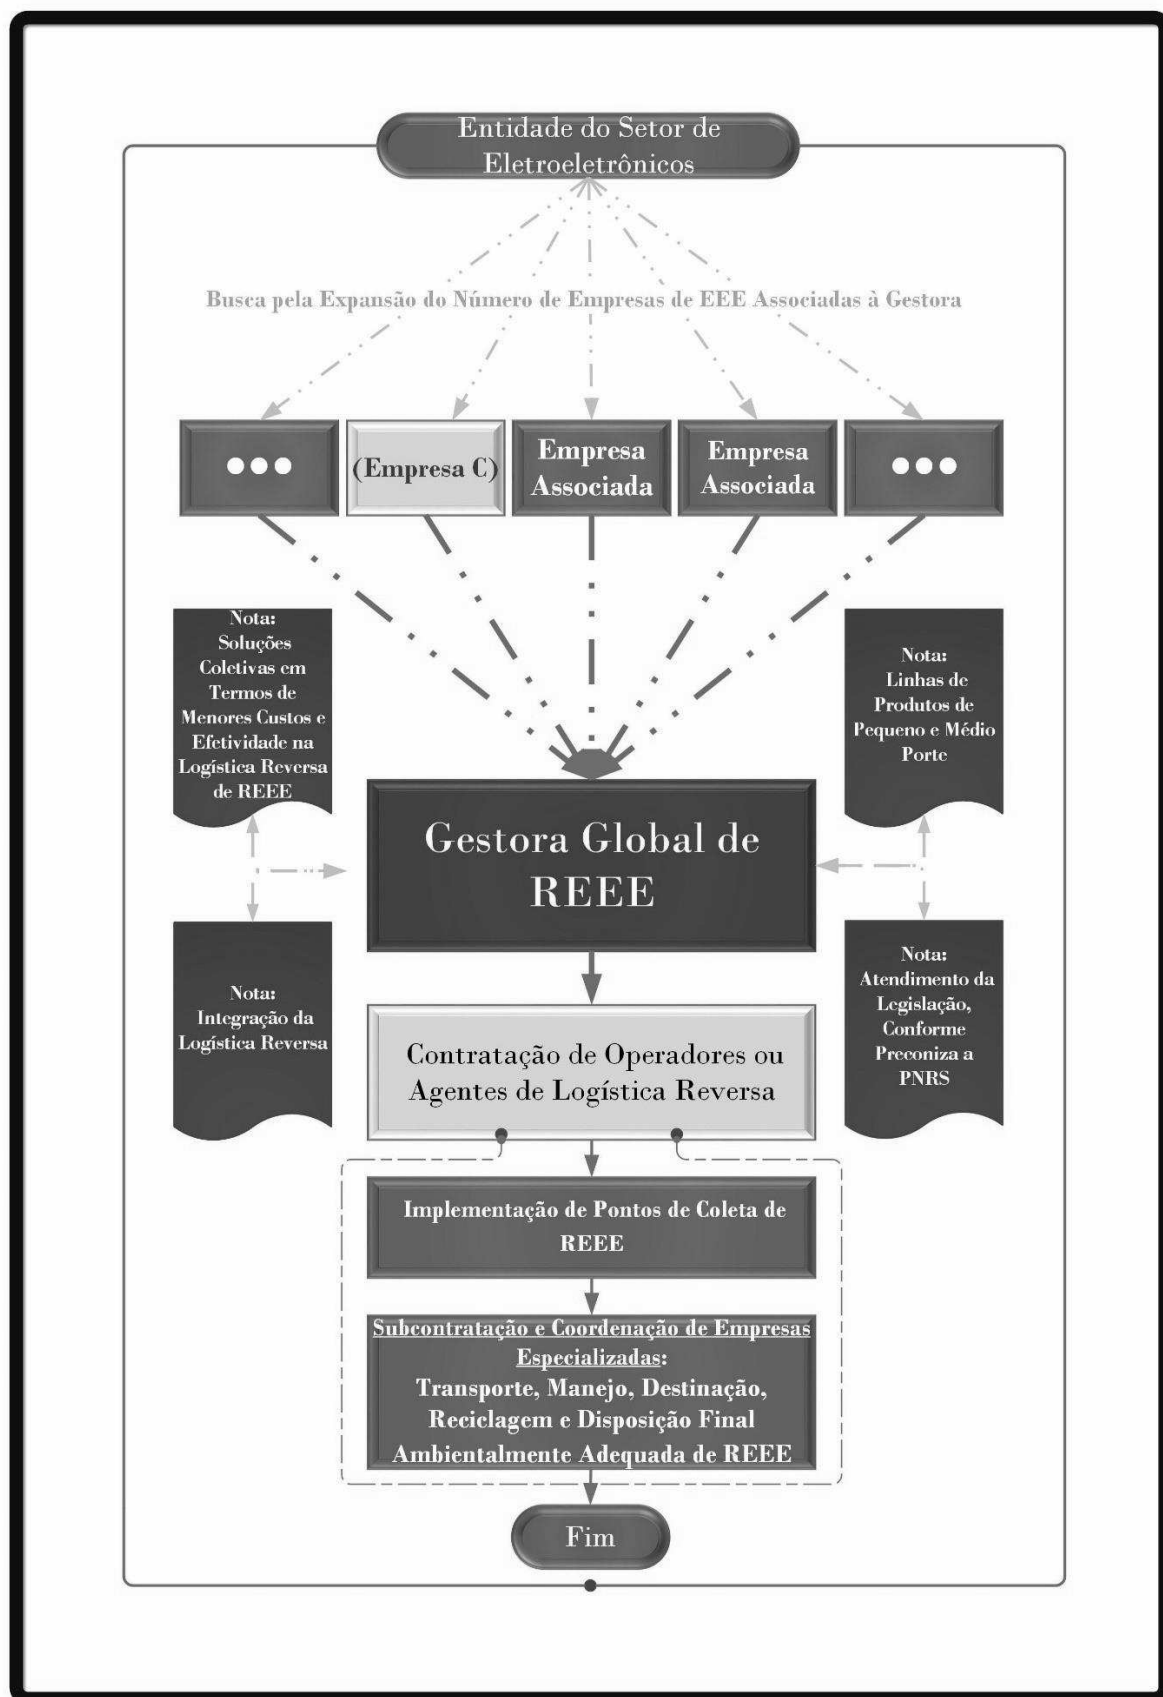 Entidade do Setor de
Eletroeletrônicos
Busca pela Expansão do Número de Empresas de EEE Associadas à Gestora
•••
(Empresa C)
Empresa
Associada
Empresa
Associada
•••
Nota:
Soluções
Coletivas em
Termos de
Menores Custos e
Efetividade na
Logística Reversa
de REEE
Nota:
Linhas de
Produtos de
Pequeno e Médio
Porte
Gestora Global de
REEE
Nota:
Integração da
Logística Reversa
Nota:
Atendimento da
Legislação,
Conforme
Preconiza a
PNRS
Contratação de Operadores ou
Agentes de Logística Reversa
Implementação de Pontos de Coleta de
REEE
Subcontratação e Coordenação de Empresas
Especializadas:
Transporte, Manejo, Destinação,
Reciclagem e Disposição Final
Ambientalmente Adequada de REEE
Fim